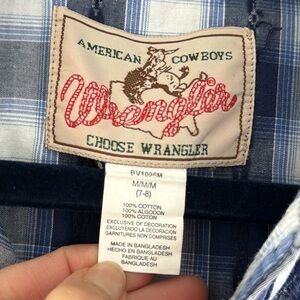 AMERICAN COWBOYS
Wrangler
CHOOSE WRANGLER
BV1096M
M/M/M
(7-8)
100% COTTON
100% ALGODON
100% COTON
EXCLUSIVE OF DECORATION
EXCLUYENDO LA DECORACION
GARNITURES NON COMPRISES
MADE IN BANGLADESH
HECHO EN BANGLADESH
FABRIQUE AU
BANGLADESH